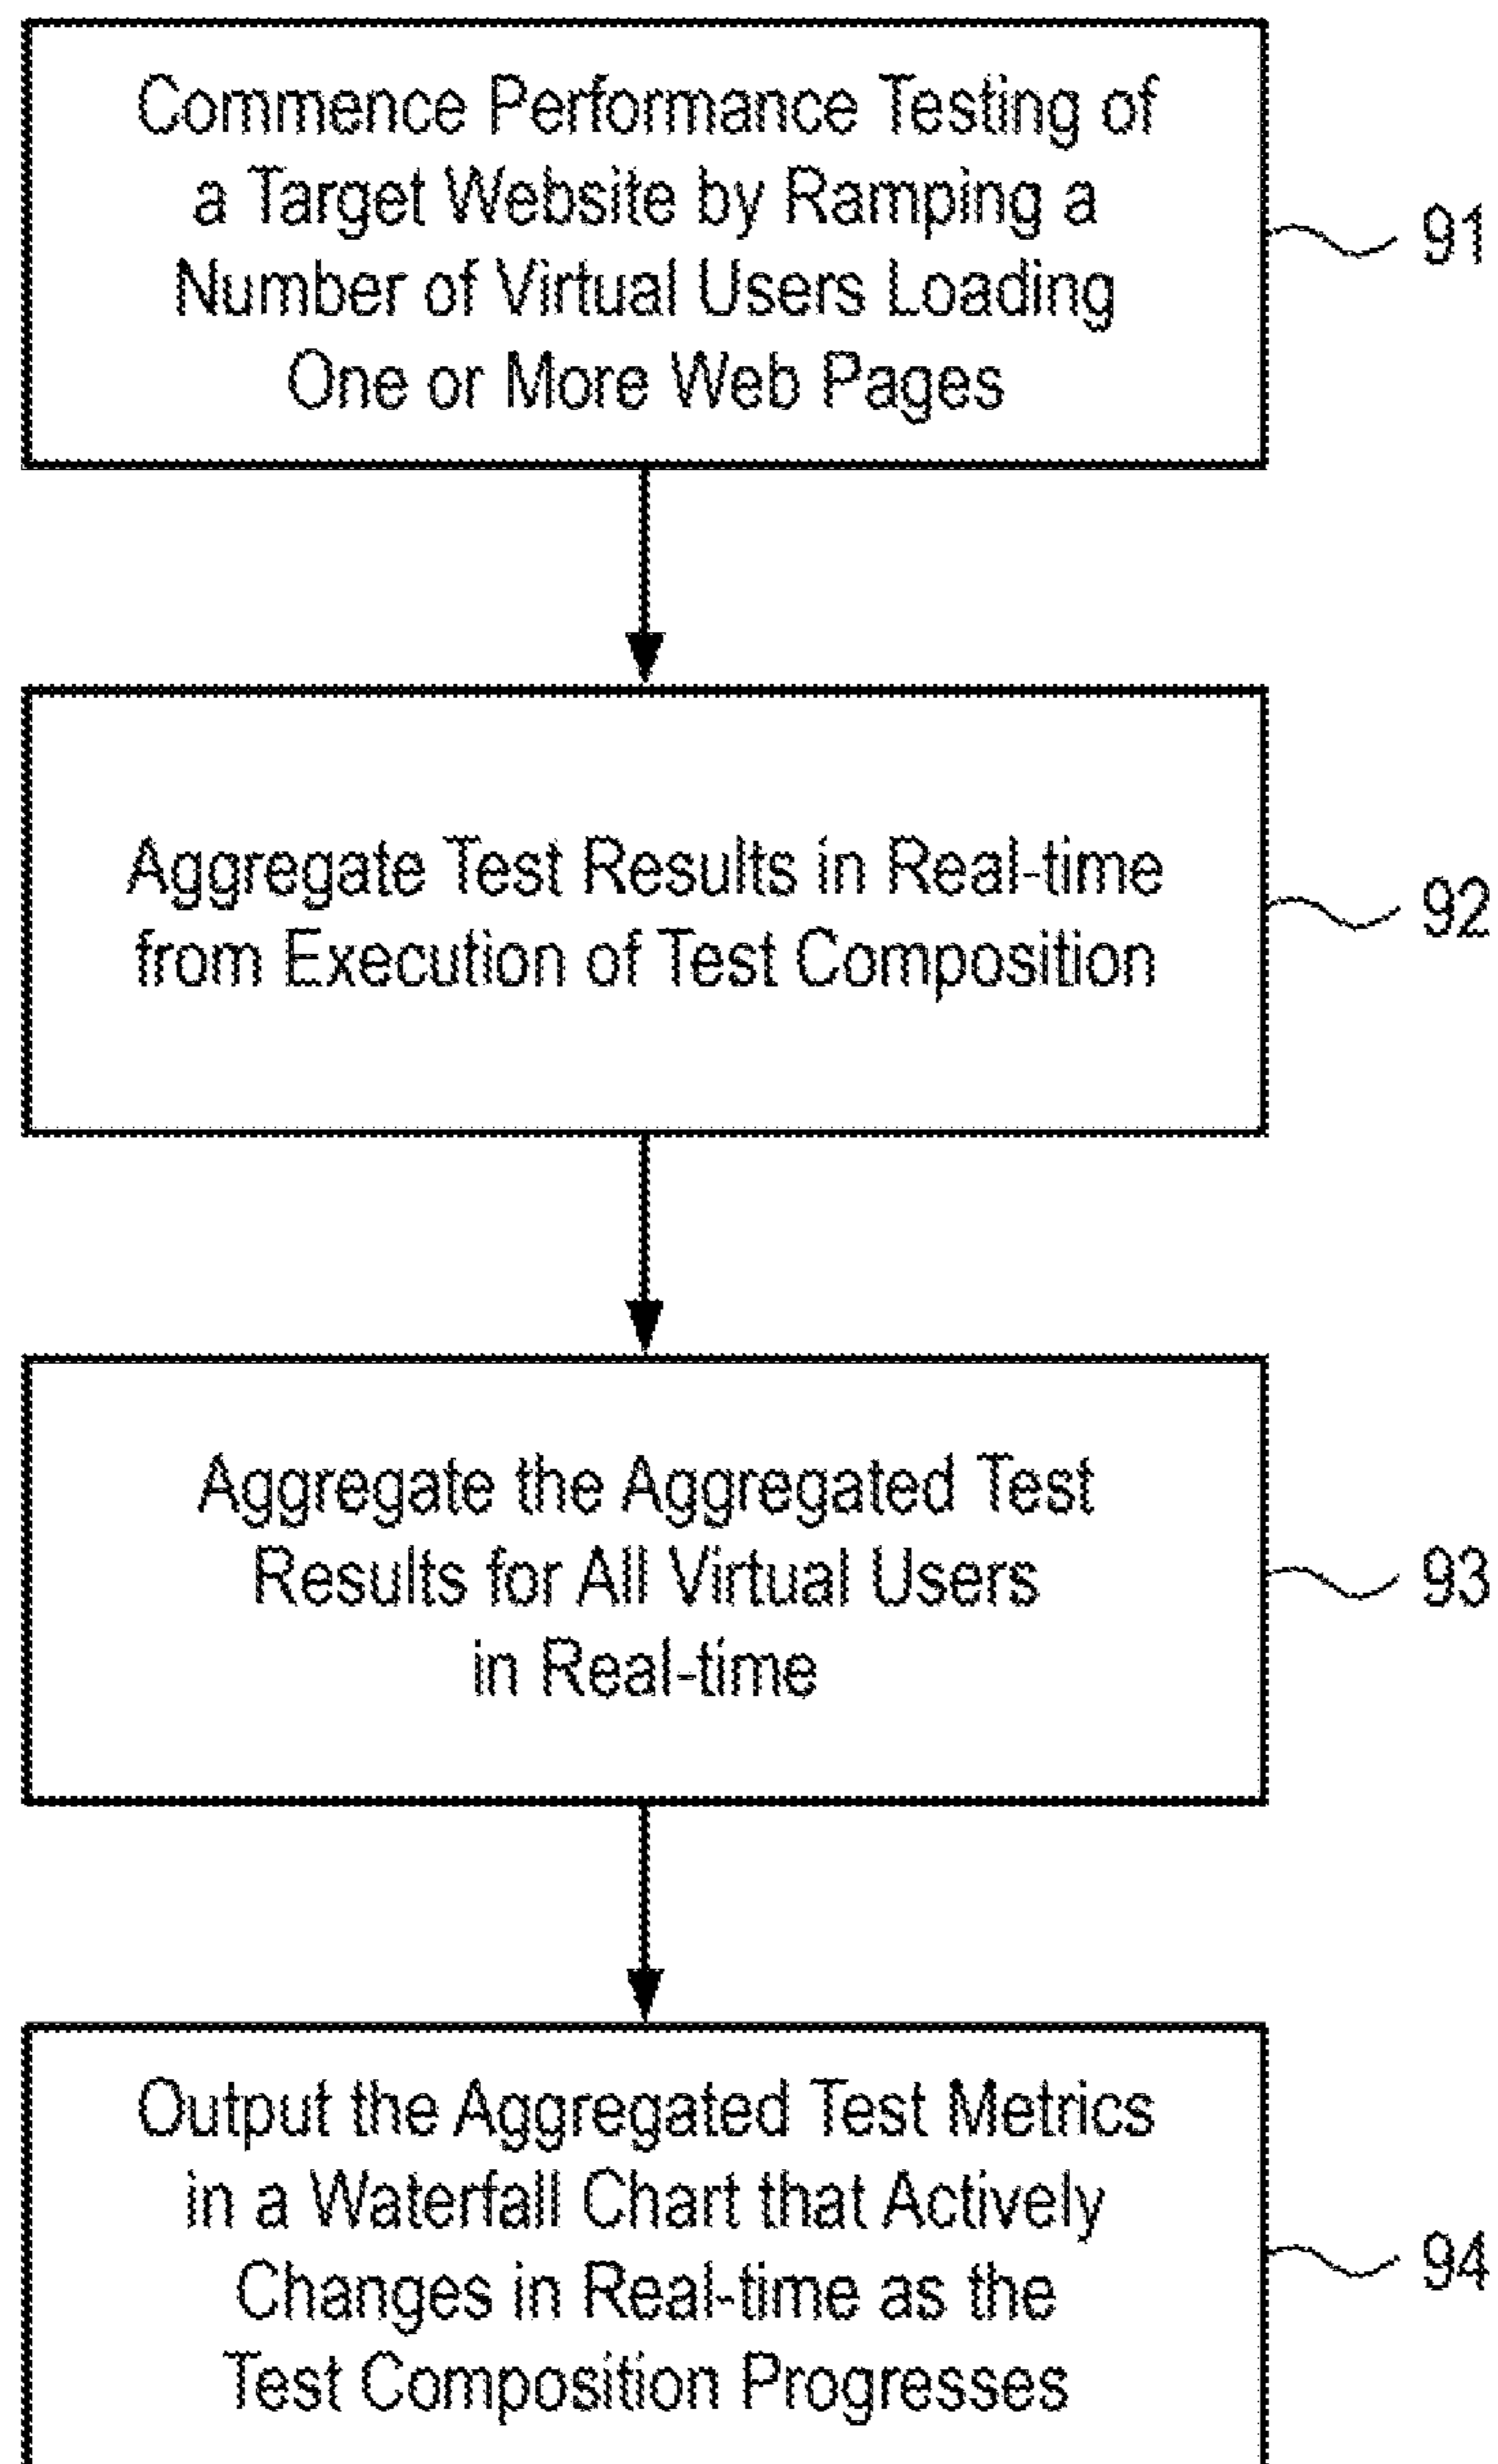 Commence Performance Testing of
a Target Website by Ramping a
Number of Virtual Users Loading
One or More Web Pages
91
Aggregate Test Results in Real-time
from Execution of Test Composition
92
Aggregate the Aggregated Test
Results for All Virtual Users
in Real-time
93
Output the Aggregated Test Metrics
in a Waterfall Chart that Actively
Changes in Real-time as the
Test Composition Progresses
94